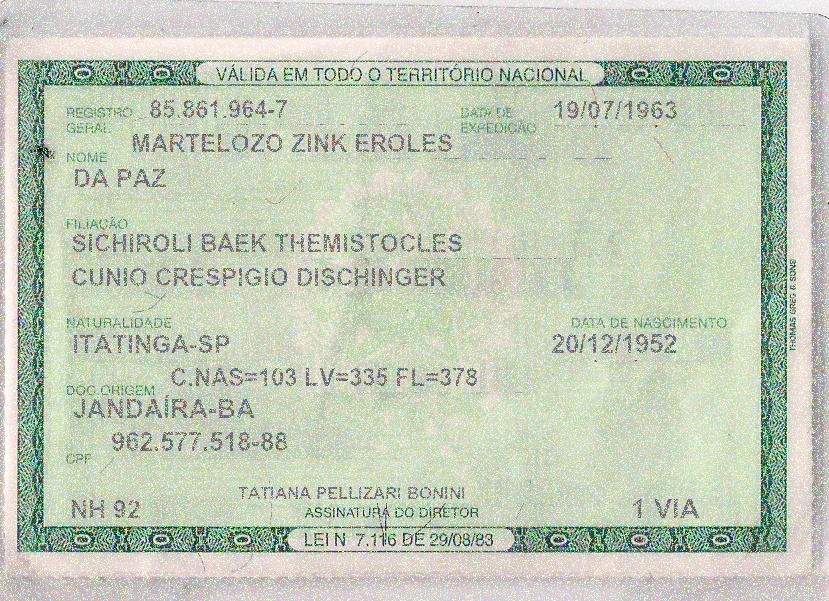 VÁLIDA EM TODO O TERRITÓRIO NACIONAL
REGISTRO GERAL 85.861.964-7 DATA DE EXPEDIÇÃO 19/07/1963
NOME MARTELOZO ZINK EROLES
DA PAZ
FILIAÇÃO
SICHIROLI BAEK THEMISTOCLES
CUNIO CRESPIGIO DISCHINGER
NATURALIDADE DATA DE NASCIMENTO
ITATINGA-SP 20/12/1952
DOC.ORIGEM C.NAS=103 LV=335 FL=378
JANDAÍRA-BA
CPF 962.577.518-88
TATIANA PELLIZARI BONINI
NH 92 ASSINATURA DO DIRETOR 1 VIA
LEI N 7.116 DE 29/08/83
THOMAS GREG & SONS